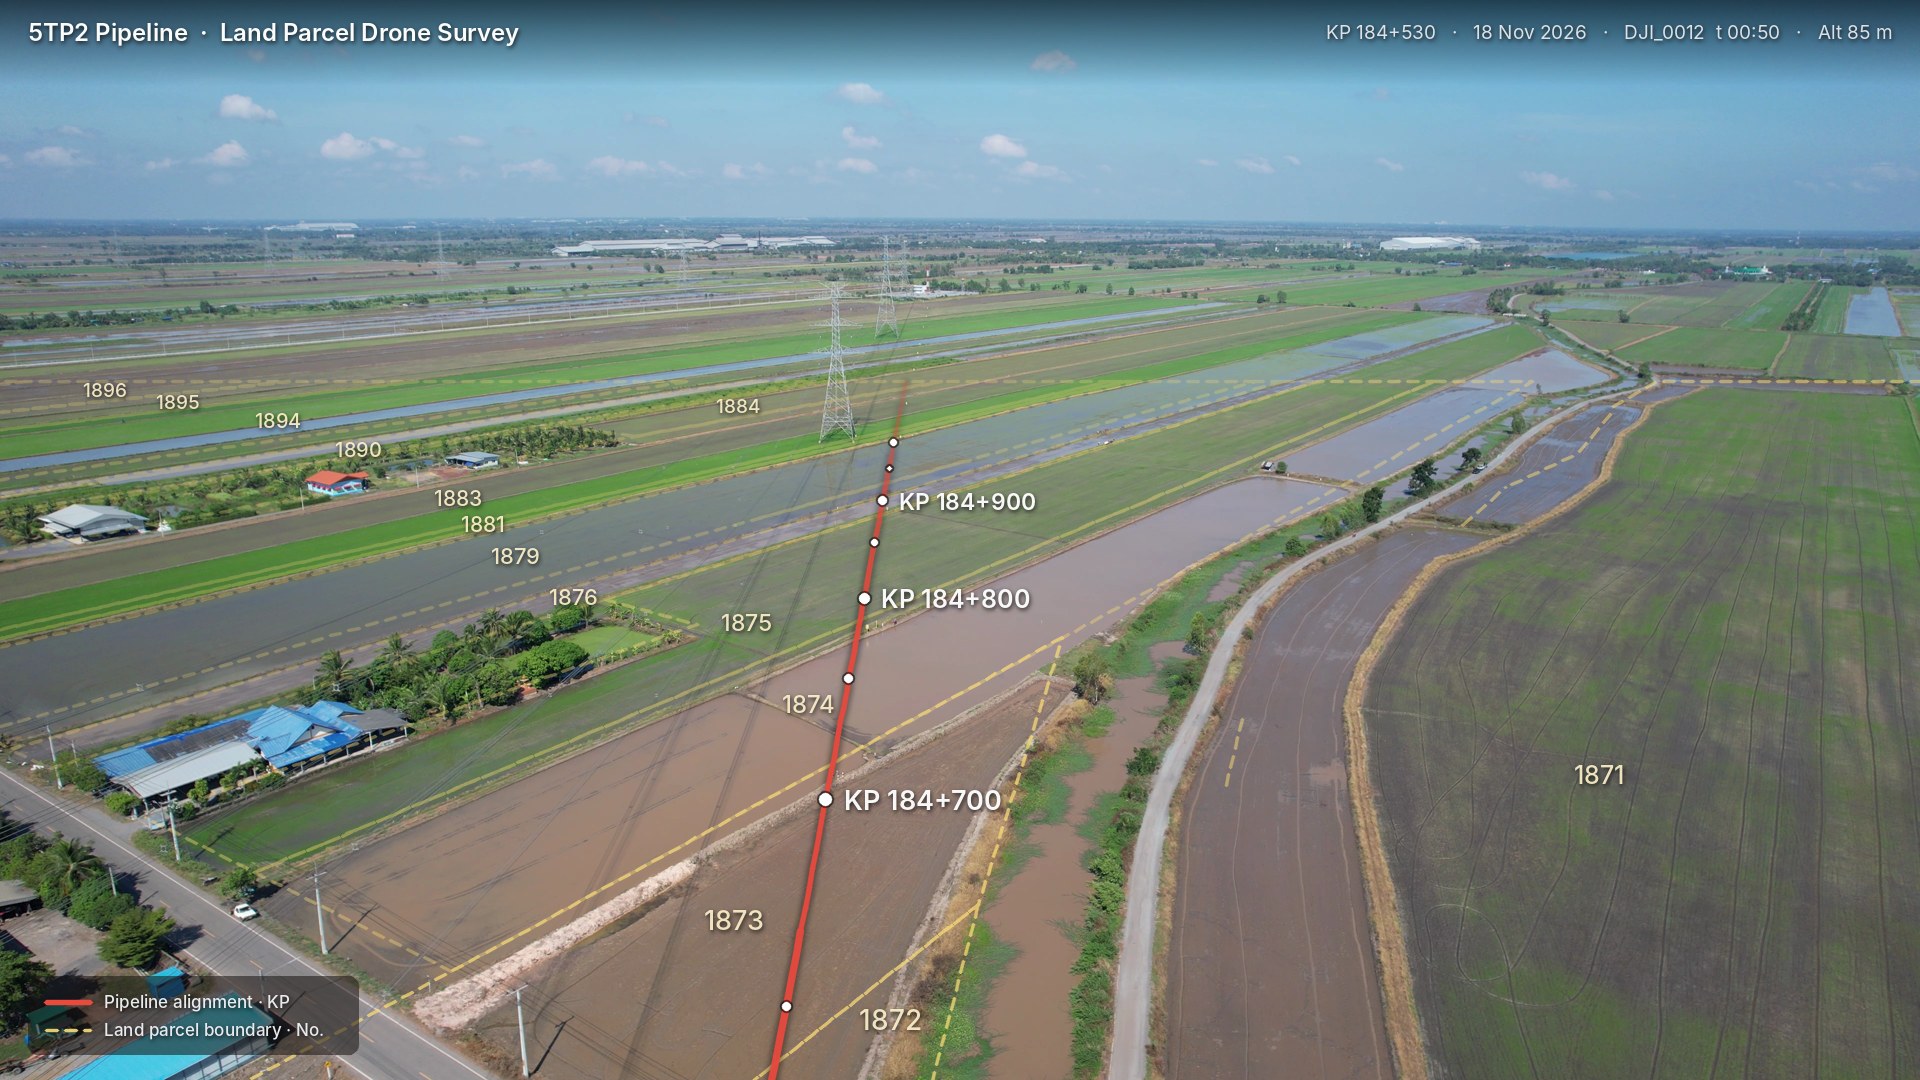 5TP2 Pipeline · Land Parcel Drone Survey
KP 184+530 · 18 Nov 2026 · DJI_0012 t 00:50 · Alt 85 m
1896
1895
1884
1894
1890
1883
KP 184+900
1881
1879
1876
KP 184+800
1875
1874
1871
KP 184+700
1873
1872
Pipeline alignment · KP
Land parcel boundary · No.